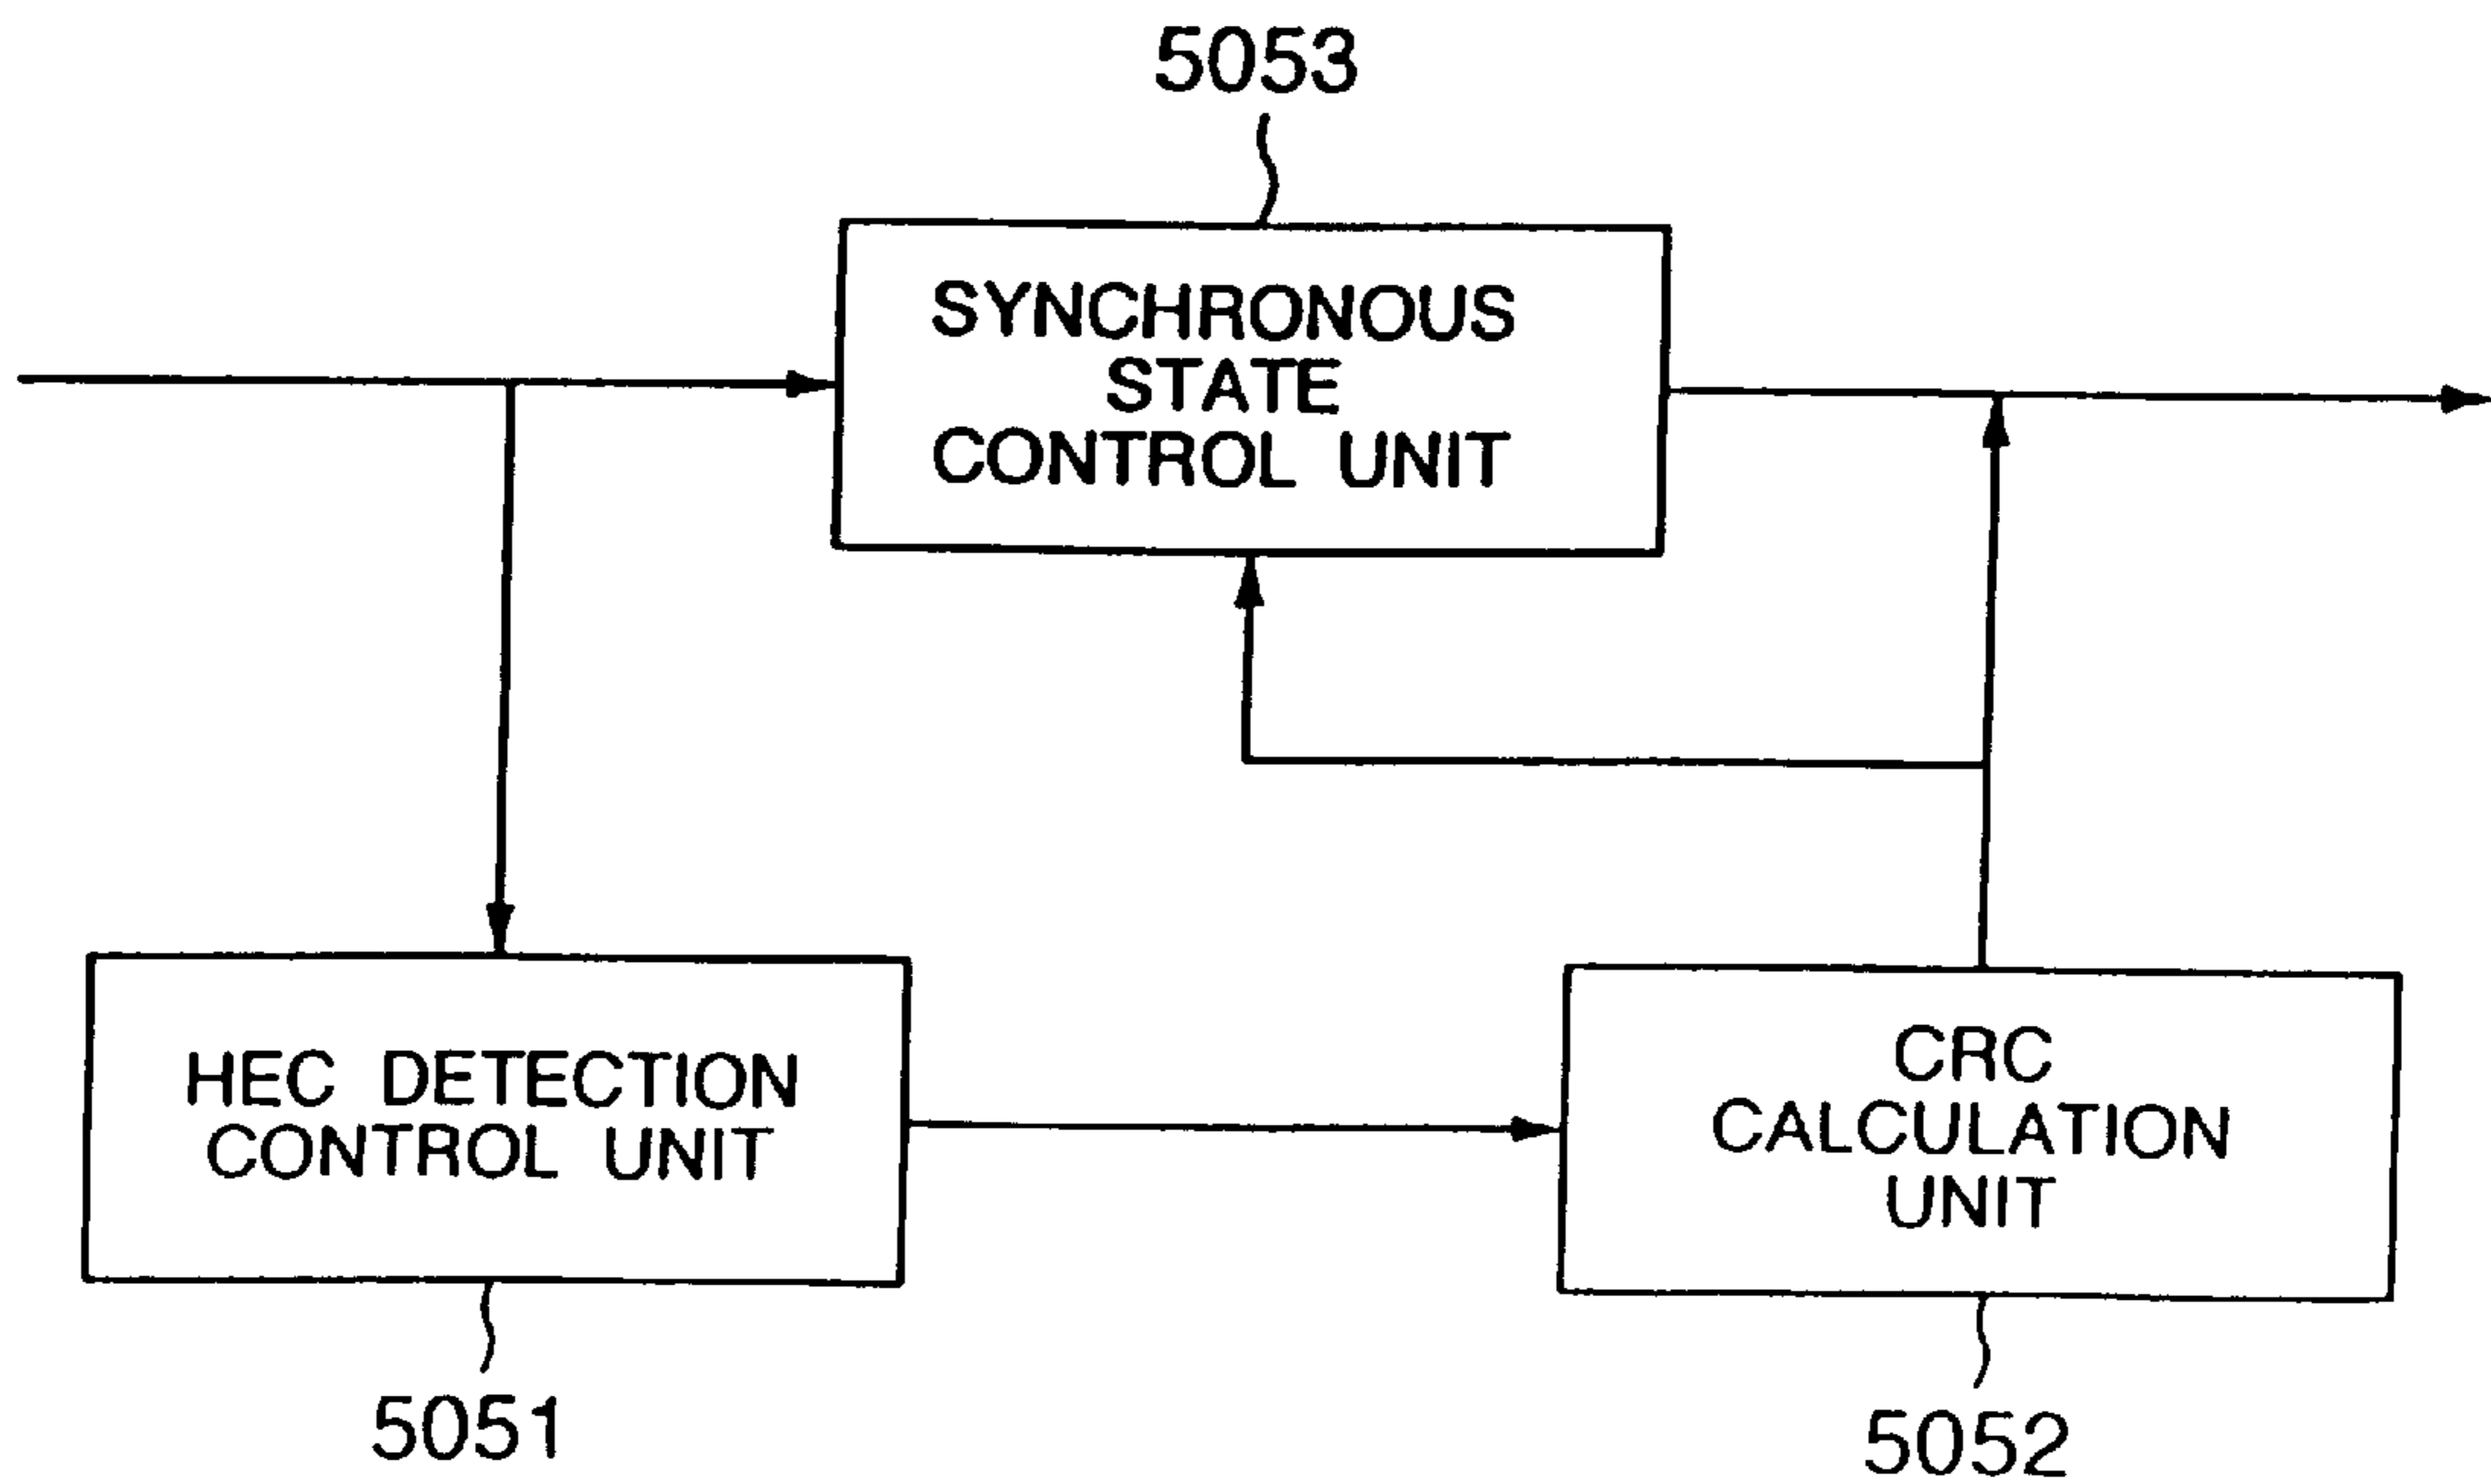 5053
SYNCHRONOUS
STATE
CONTROL UNIT
HEC DETECTION
CONTROL UNIT
CRC
CALCULATION
UNIT
5051
5052